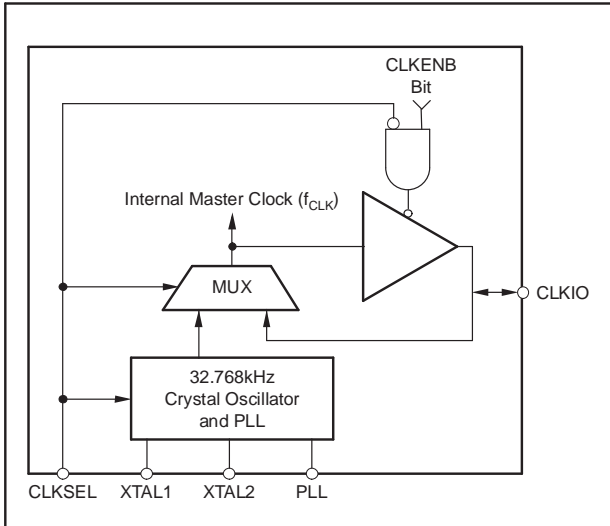 CLKENB
Bit
Internal Master Clock (fCLK)
MUX
CLKIO
32.768kHz
Crystal Oscillator
and PLL
CLKSEL
XTAL1
XTAL2
PLL